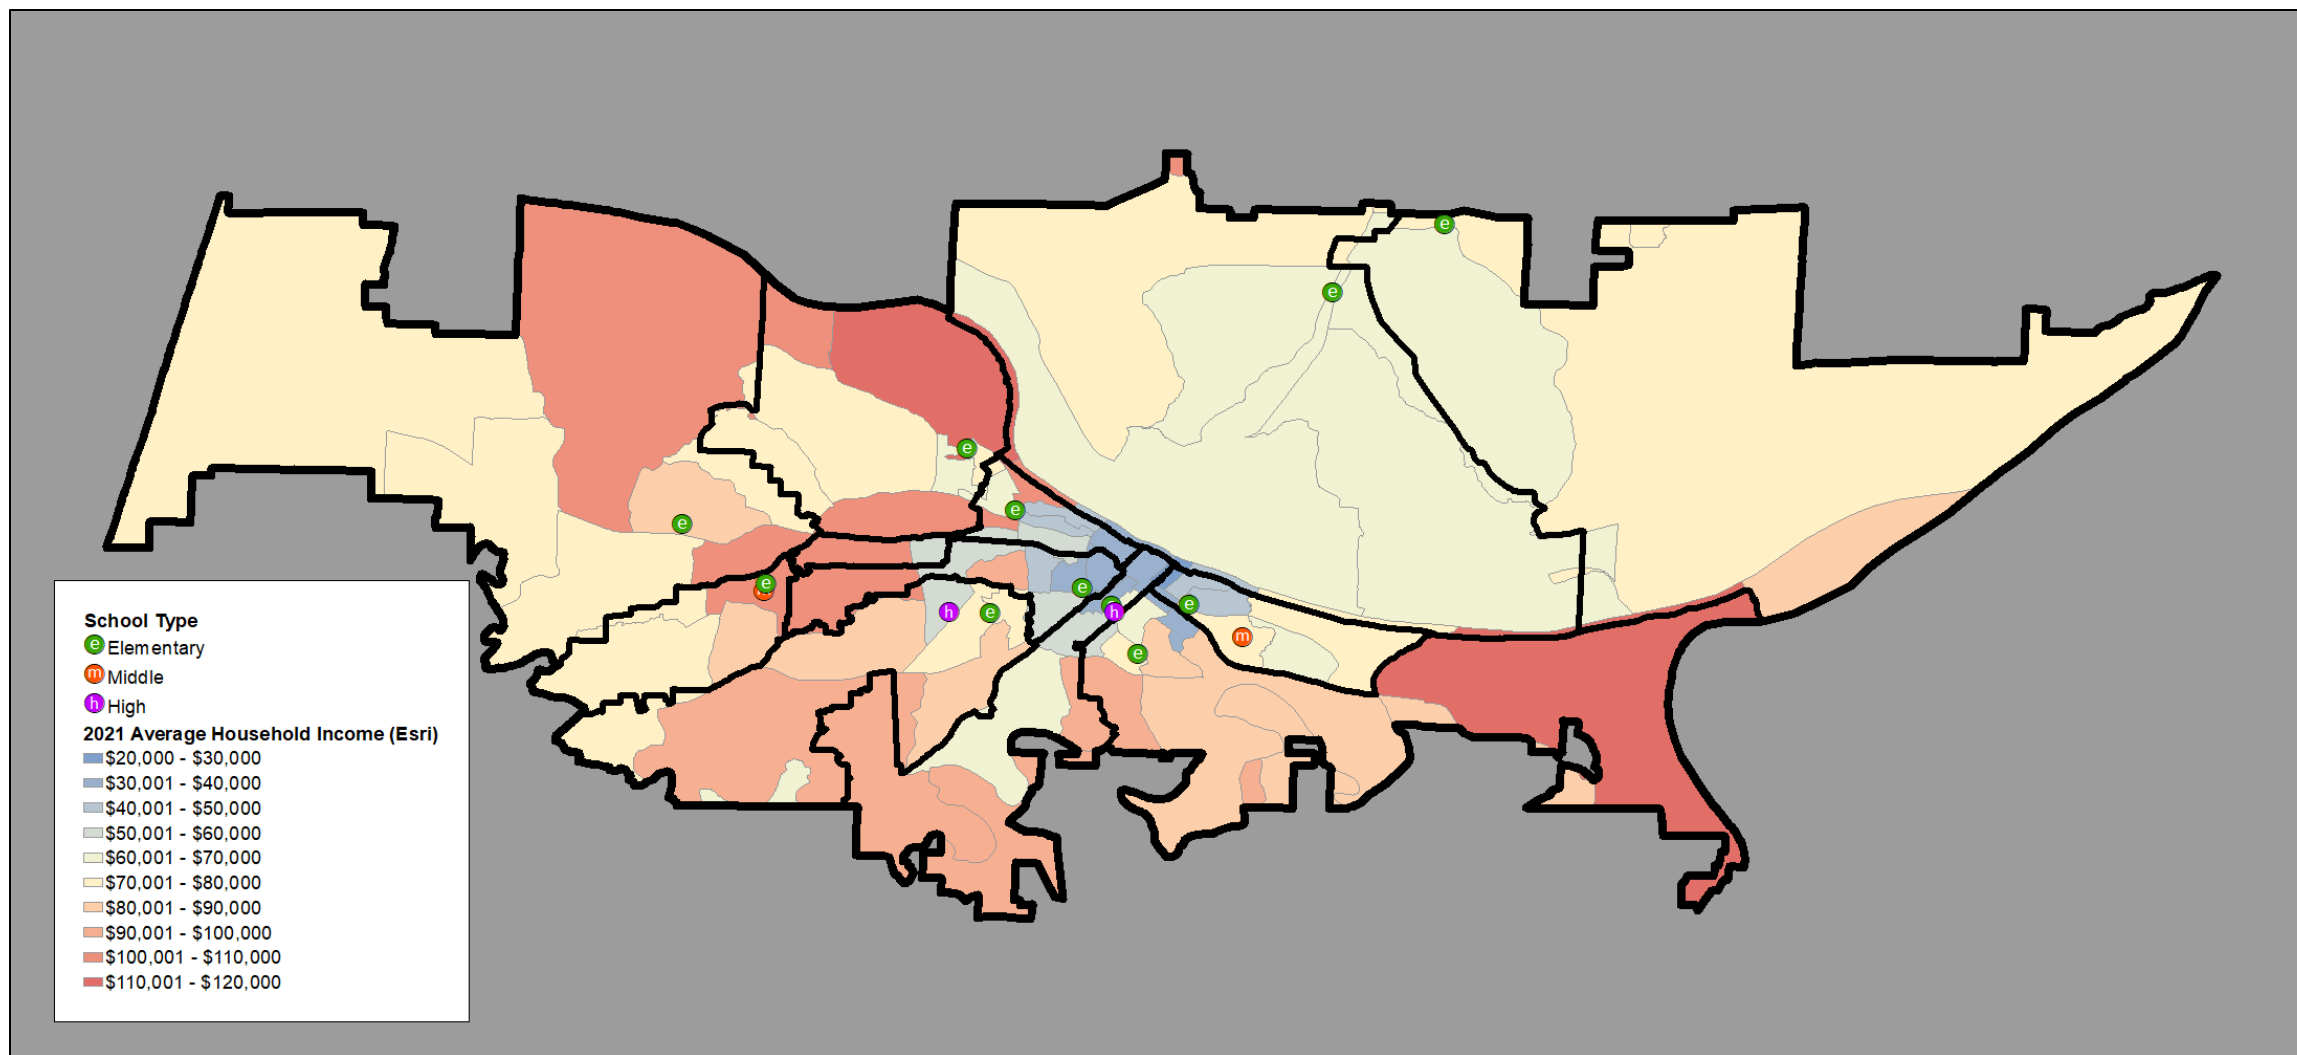 e
e
e
e
e
e
m
e
h
e
e
h
e
m
e
School Type
e Elementary
m Middle
h High
2021 Average Household Income (Esri)
$20,000 - $30,000
$30,001 - $40,000
$40,001 - $50,000
$50,001 - $60,000
$60,001 - $70,000
$70,001 - $80,000
$80,001 - $90,000
$90,001 - $100,000
$100,001 - $110,000
$110,001 - $120,000